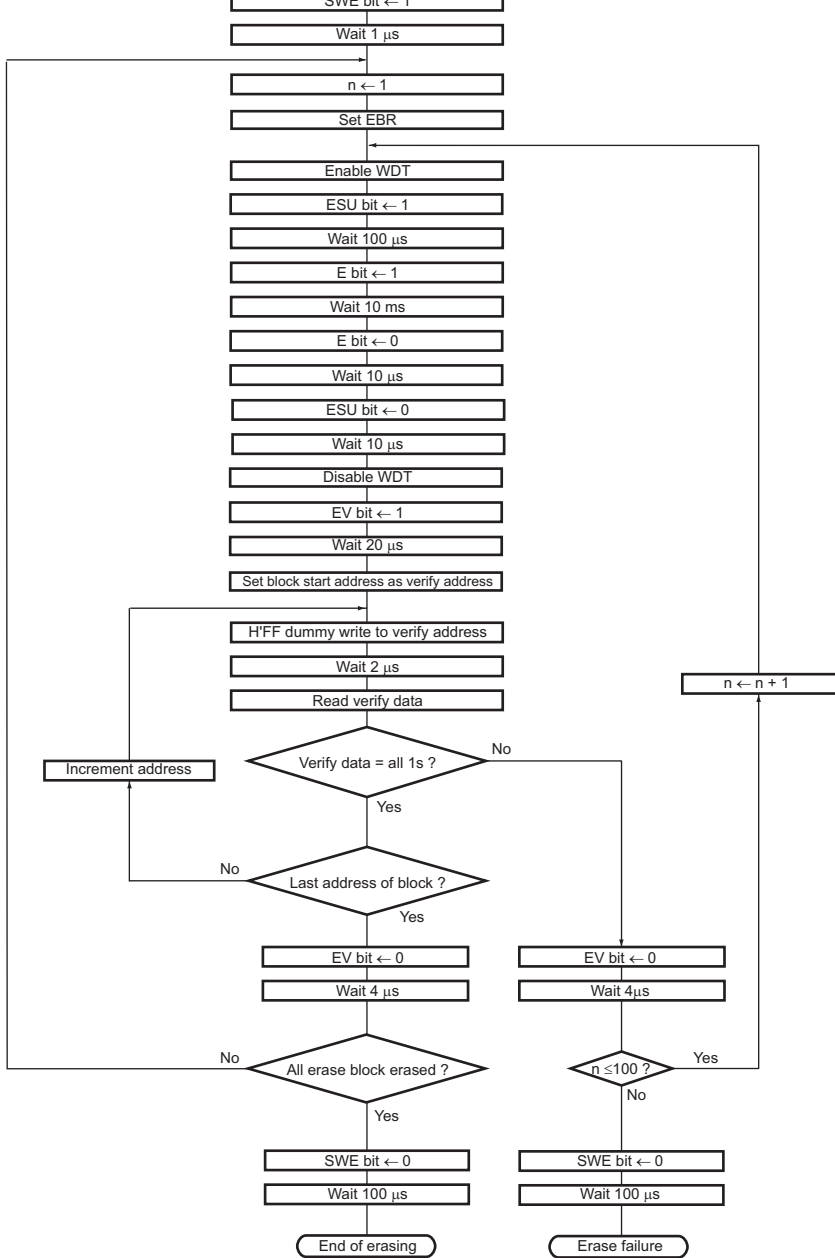 SWE bit ← 1
Wait 1 μs
n ← 1
Set EBR
Enable WDT
ESU bit ← 1
Wait 100 μs
E bit ← 1
Wait 10 ms
E bit ← 0
Wait 10 μs
ESU bit ← 0
Wait 10 μs
Disable WDT
EV bit ← 1
Wait 20 μs
Set block start address as verify address
H'FF dummy write to verify address
Wait 2 μs
n ← n + 1
Read verify data
No
Verify data = all 1s ?
Increment address
Yes
No
Last address of block ?
Yes
EV bit ← 0
EV bit ← 0
Wait 4 μs
Wait 4μs
No
All erase block erased ?
n ≤100 ?
Yes
Yes
No
SWE bit ← 0
SWE bit ← 0
Wait 100 μs
Wait 100 μs
End of erasing
Erase failure